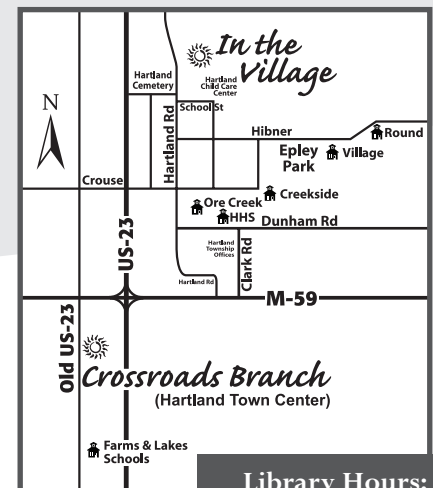 In the
Village
Hartland
Cemetery
Hartland
Child Care
Center
School St
N
Hartland Rd
Hibner
Round
Epley
Park
Village
Crouse
Creekside
Ore Creek
HHS
Dunham Rd
US-23
Hartland
Township
Offices
Clark Rd
Hartland Rd
M-59
Old US-23
Crossroads Branch
(Hartland Town Center)
Farms & Lakes
Schools
Library Hours: